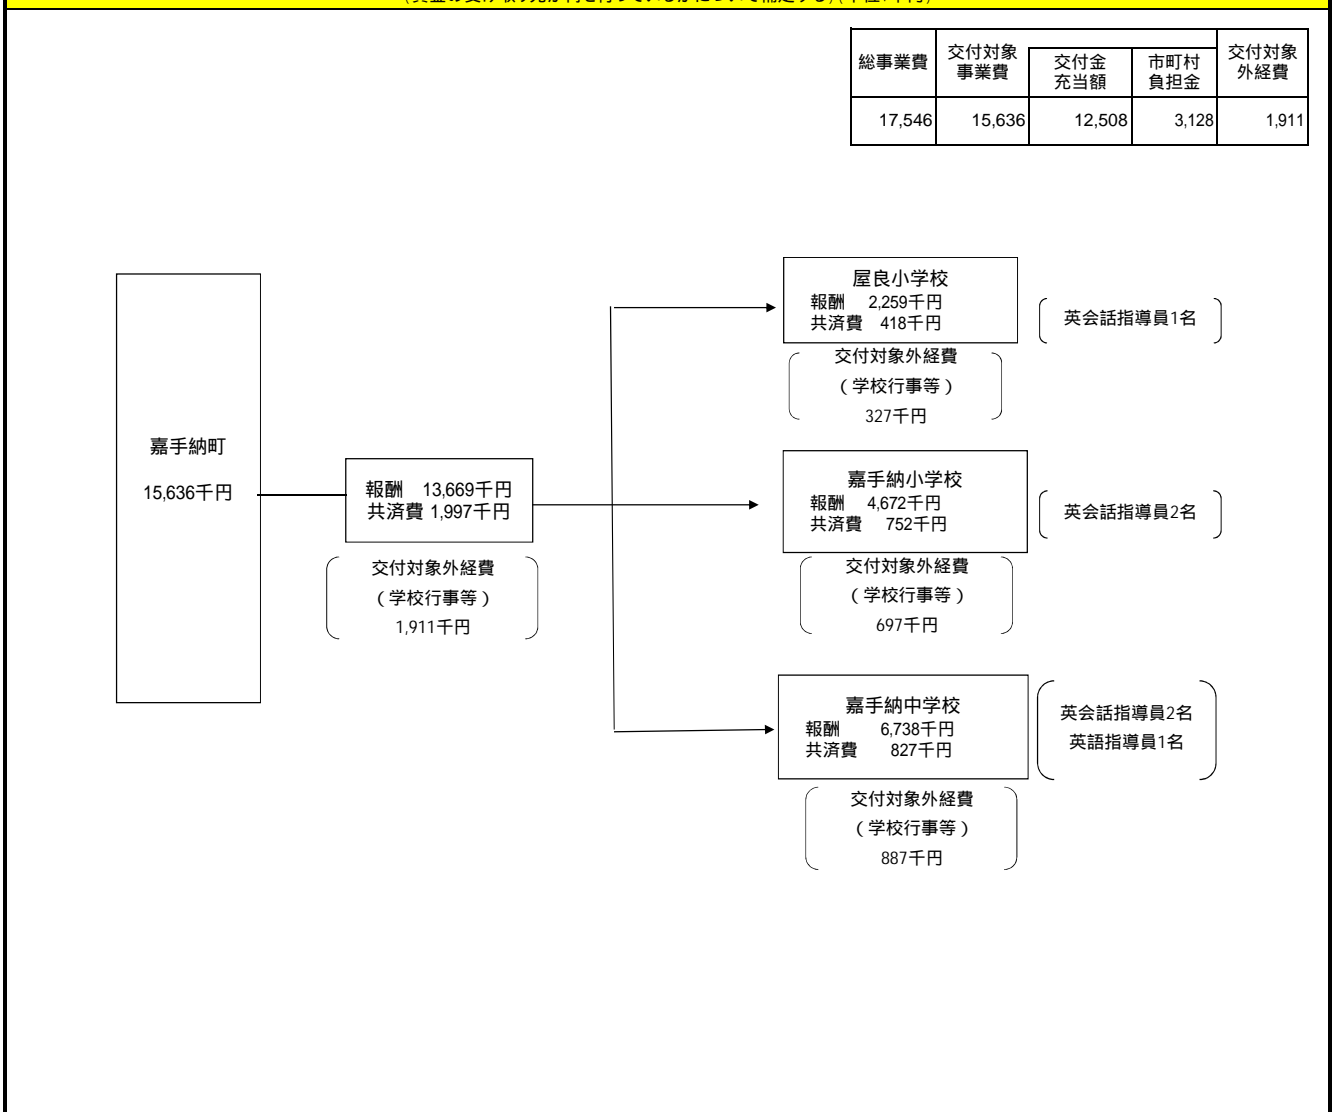 総事業費
交付対象
事業費
交付金
充当額
市町村
負担金
交付対象
外経費
17,546 15,636 12,508 3,128 1,911
嘉手納町
15,636千円
報酬 13,669千円
共済費 1,997千円
交付対象外経費
(学校行事等)
1,911千円
屋良小学校
報酬 2,259千円
共済費 418千円
英会話指導員1名
交付対象外経費
(学校行事等)
327千円
嘉手納小学校
報酬 4,672千円
共済費 752千円
英会話指導員2名
交付対象外経費
(学校行事等)
697千円
嘉手納中学校
報酬 6,738千円
共済費 827千円
英会話指導員2名
英語指導員1名
交付対象外経費
(学校行事等)
887千円